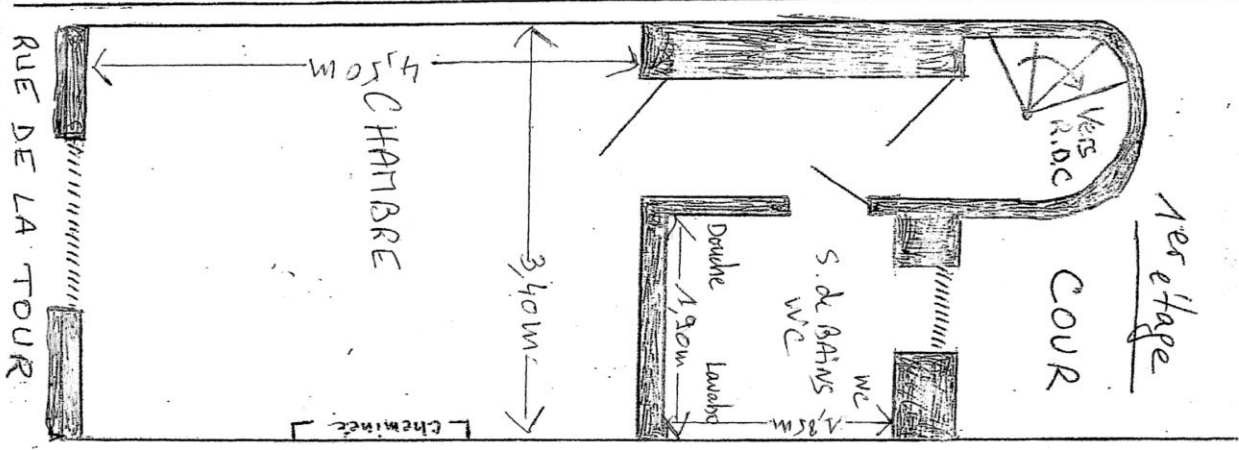 1er étage
COUR
Vers
R.D.C
4,50m
CHAMBRE
3,40m
Douche
1,90m
Lavabo
S. de BAINS
WC
WC
1,85m
Cheminée
RUE DE LA TOUR